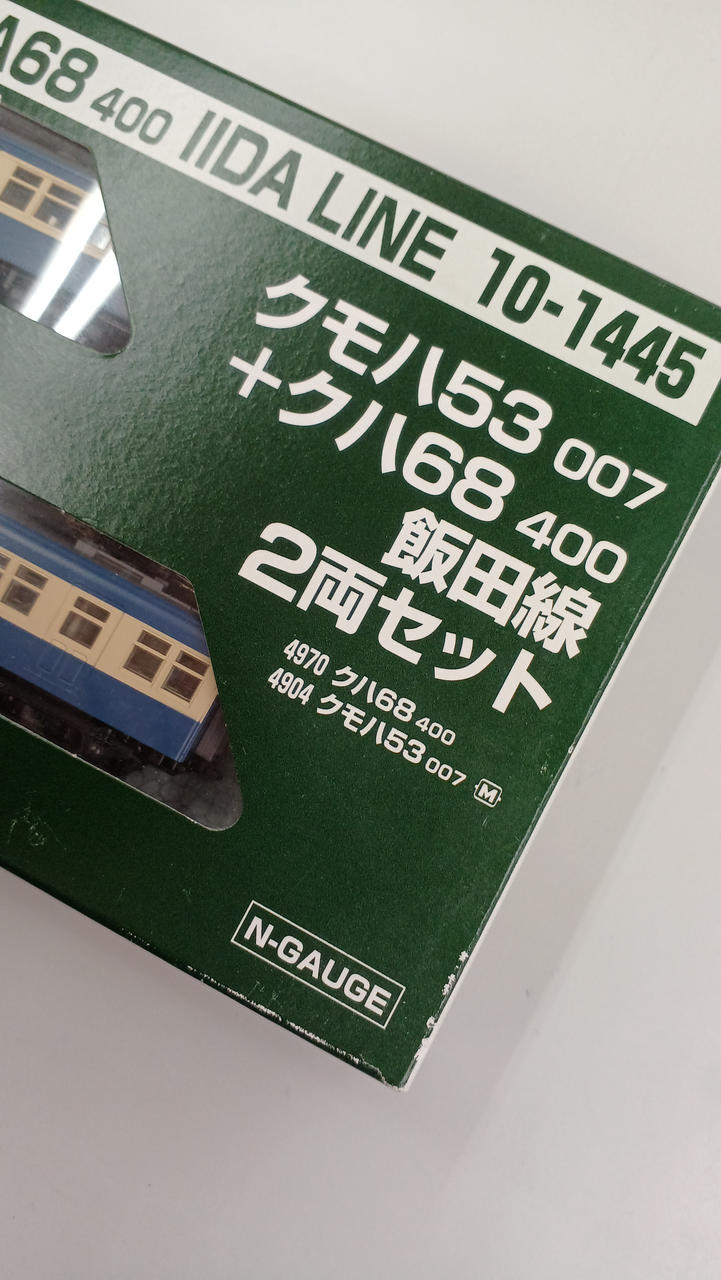 A68 400 IIDA LINE 10-1445
クモハ53 007
+クハ68 400
飯田線
2両セット
4970 クハ68 400
4904 クモハ53 007 M
N-GAUGE